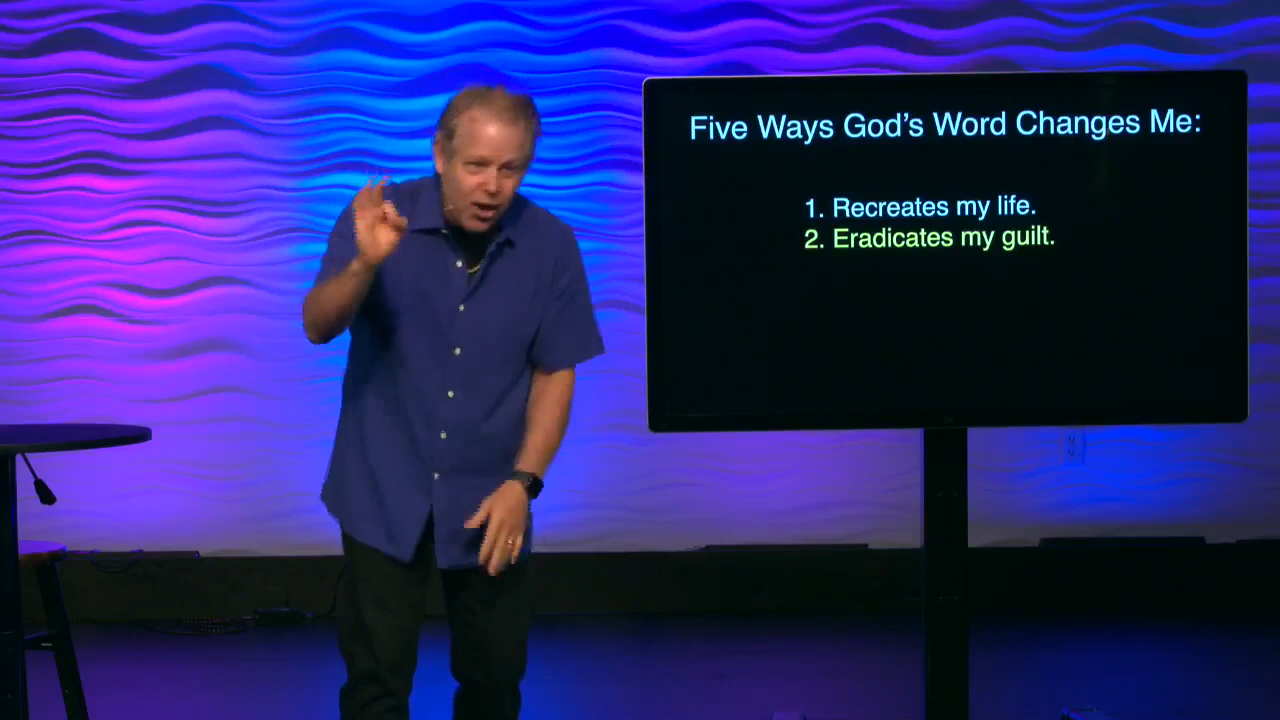 Five Ways God's Word Changes Me:
1. Recreates my life.
2. Eradicates my guilt.